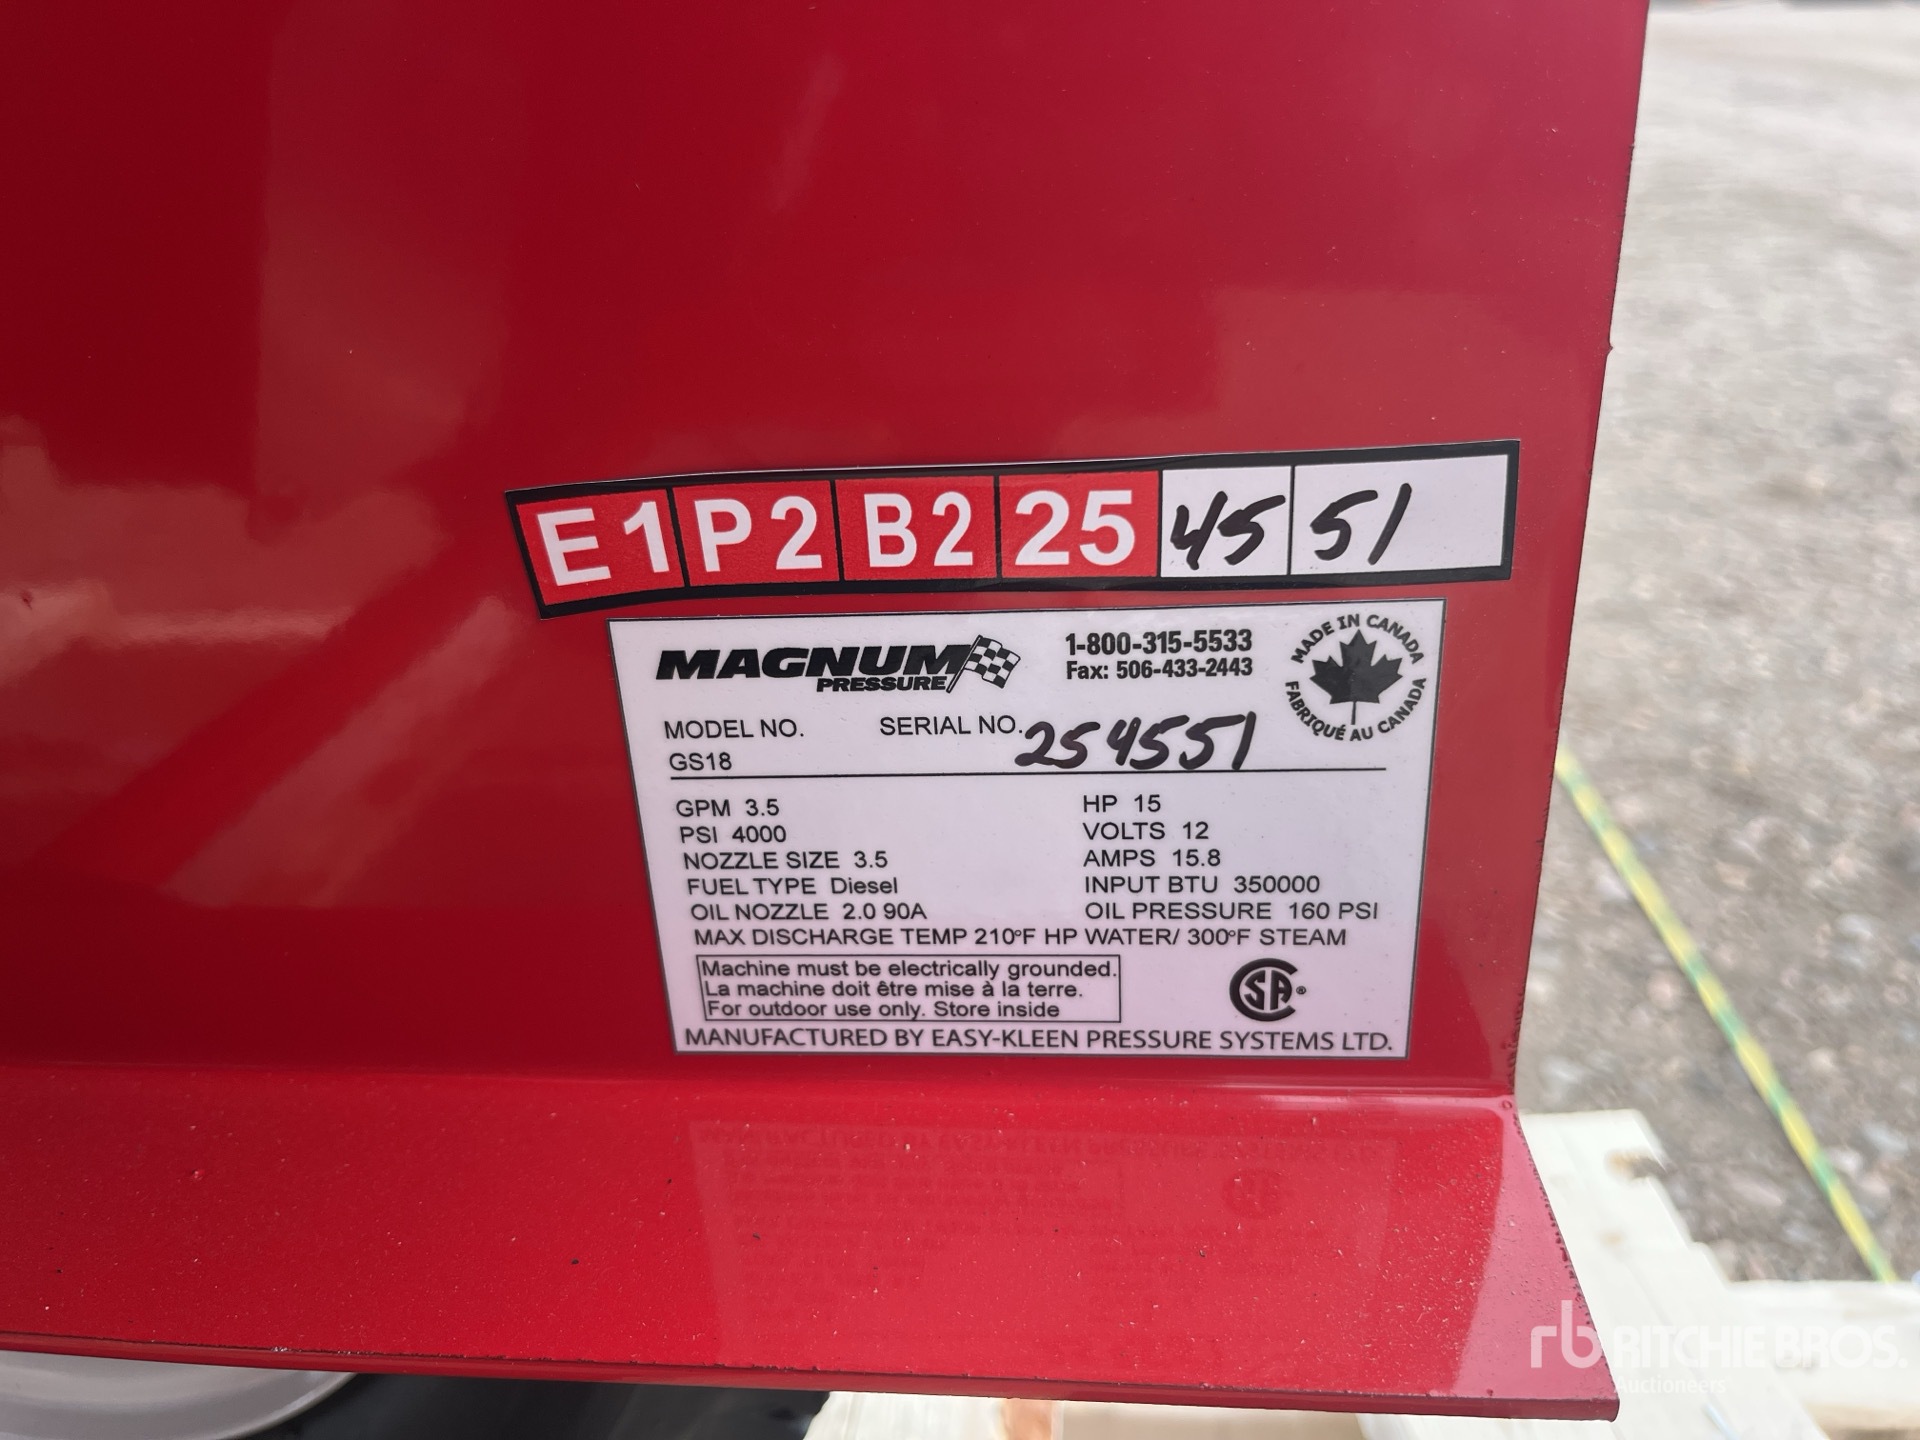 E1 P2 B2 25 45 51
MAGNUM
PRESSURE
1-800-315-5533
Fax: 506-433-2443
MADE IN CANADA
FABRIQUÉ AU CANADA
MODEL NO. SERIAL NO. 254551
GS18
GPM 3.5 HP 15
PSI 4000 VOLTS 12
NOZZLE SIZE 3.5 AMPS 15.8
FUEL TYPE Diesel INPUT BTU 350000
OIL NOZZLE 2.0 90A OIL PRESSURE 160 PSI
MAX DISCHARGE TEMP 210°F HP WATER/ 300°F STEAM
Machine must be electrically grounded.
La machine doit être mise à la terre.
For outdoor use only. Store inside
CSA®
MANUFACTURED BY EASY-KLEEN PRESSURE SYSTEMS LTD.
rb RITCHIE BROS.
Auctioneers